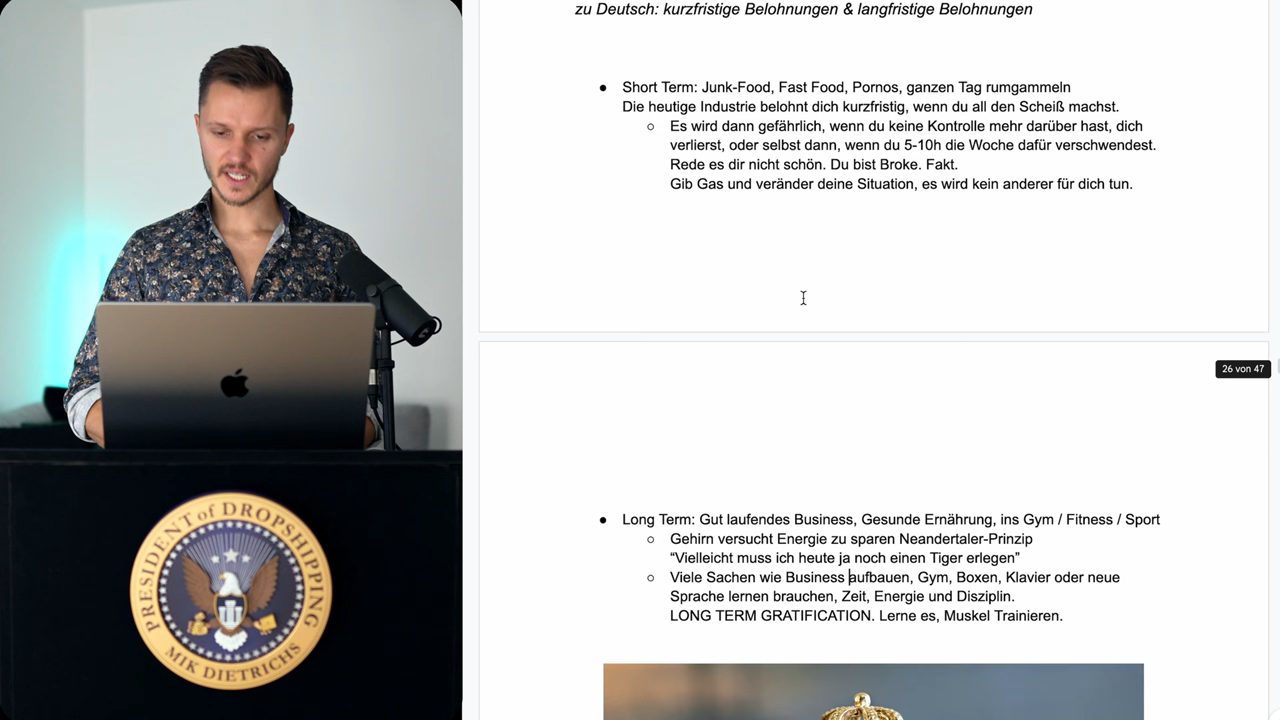 zu Deutsch: kurzfristige Belohnungen & langfristige Belohnungen
● Short Term: Junk-Food, Fast Food, Pornos, ganzen Tag rumgammeln
Die heutige Industrie belohnt dich kurzfristig, wenn du all den Scheiß machst.
○ Es wird dann gefährlich, wenn du keine Kontrolle mehr darüber hast, dich
verlierst, oder selbst dann, wenn du 5-10h die Woche dafür verschwendest.
Rede es dir nicht schön. Du bist Broke. Fakt.
Gib Gas und veränder deine Situation, es wird kein anderer für dich tun.
26 von 47
● Long Term: Gut laufendes Business, Gesunde Ernährung, ins Gym / Fitness / Sport
○ Gehirn versucht Energie zu sparen Neandertaler-Prinzip
“Vielleicht muss ich heute ja noch einen Tiger erlegen”
○ Viele Sachen wie Business aufbauen, Gym, Boxen, Klavier oder neue
Sprache lernen brauchen, Zeit, Energie und Disziplin.
LONG TERM GRATIFICATION. Lerne es, Muskel Trainieren.
PRESIDENT of DROPSHIPPING
MIK DIETRICHS